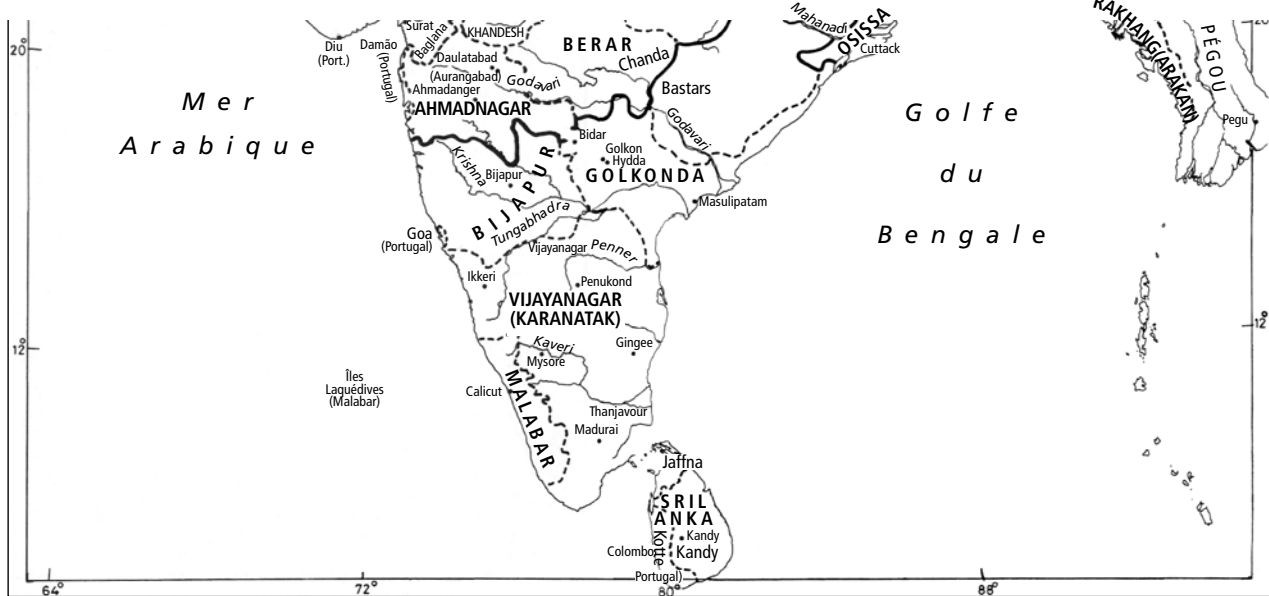 20°
Surat
Diu
(Port.)
Damão
(Portugal)
Baglana
KHANDESH
Daulatabad
(Aurangabad)
Ahmadanger
AHMADNAGAR
Godavari
BERAR
Chanda
Bastars
Mahanadi
OSISSA
Cuttack
RAKHANG(ARAKAN)
PÉGOU
Pegu
Mer
Arabique
Golfe
du
Bengale
Godavari
Bidar
Golkon
Hydda
GOLKONDA
Masulipatam
Krishna
Bijapur
BIJAPUR
Tungabhadra
Goa
(Portugal)
Vijayanagar
Penner
Ikkeri
Penukond
VIJAYANAGAR
(KARANATAK)
12°
12°
Kaveri
Mysore
Gingee
Îles
Laquédives
(Malabar)
Calicut
MALABAR
Thanjavour
Madurai
Jaffna
SRIL
ANKA
Kotte
Kandy
Colombo
Kandy
Portugal)
64°
72°
80°
88°